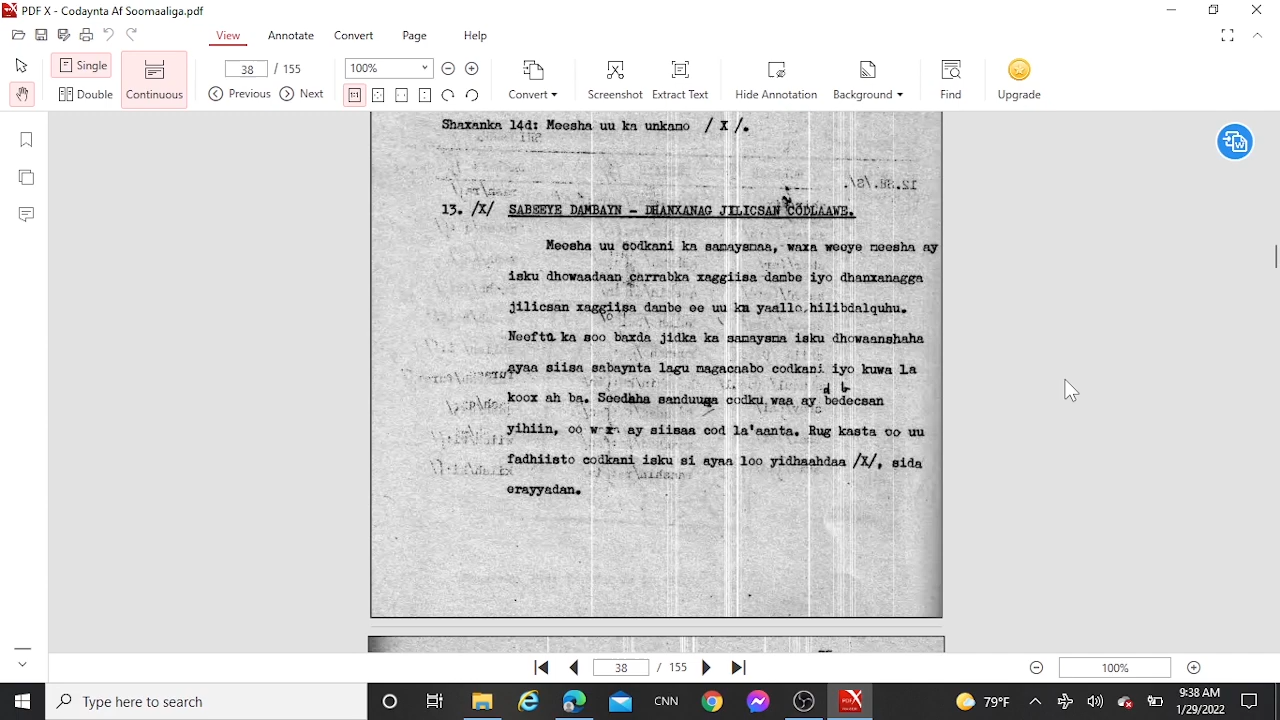 PDF X - Codaynta Af Soomaaliga.pdf
View Annotate Convert Page Help
Single
Double
Continuous
38 / 155
Previous Next
100%
Convert
Screenshot
Extract Text
Hide Annotation
Background
Find
Upgrade
Shaxanka 14d: Meesha uu ka unkamo / X /.
13. /X/ SABEEYE DAMBAYN - DHANXANAG JILICSAN CODLAAWE.
Meesha uu codkani ka samaysmaa, waxa weeye meesha ay
isku dhowaadaan carrabka xaggiisa dambe iyo dhanxanagga
jilicsan xaggiisa dambe ee uu ku yaallo hilibdalquhu.
Neeftu ka soo baxda jidka ka samaysma isku dhowaanshaha
ayaa siisa sabaynta lagu magacaabo codkani iyo kuwa la
koox ah ba. Seedaha sanduuqa codku waa ay bedecsan
d b
yihiin, oo ay siisaa cod la'aanta. Rug kasta oo uu
fadhiisto codkani isku si ayaa loo yidhaahdaa /X/, sida
erayyadan.
38 / 155
100%
Type here to search
CNN
79°F
9:38 AM
1/29/2022